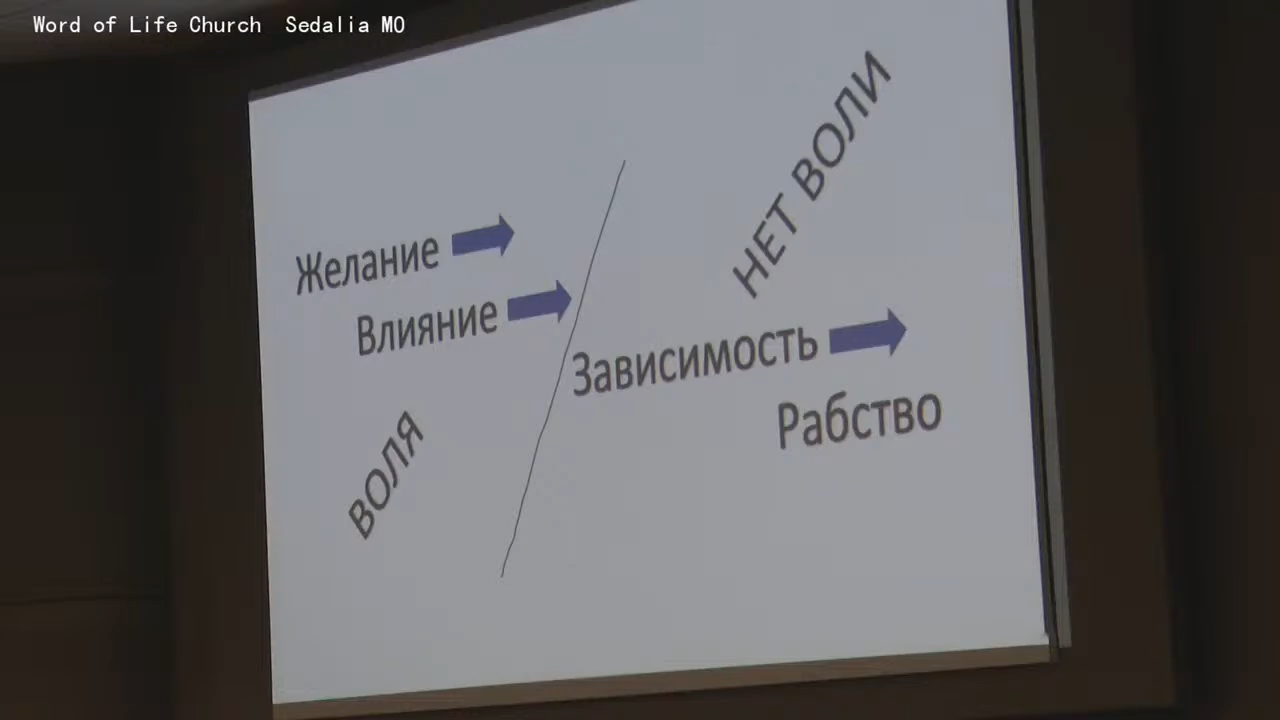 Word of Life Church  Sedalia MO
НЕТ ВОЛИ
Желание
Влияние
Зависимость
Рабство
ВОЛЯ